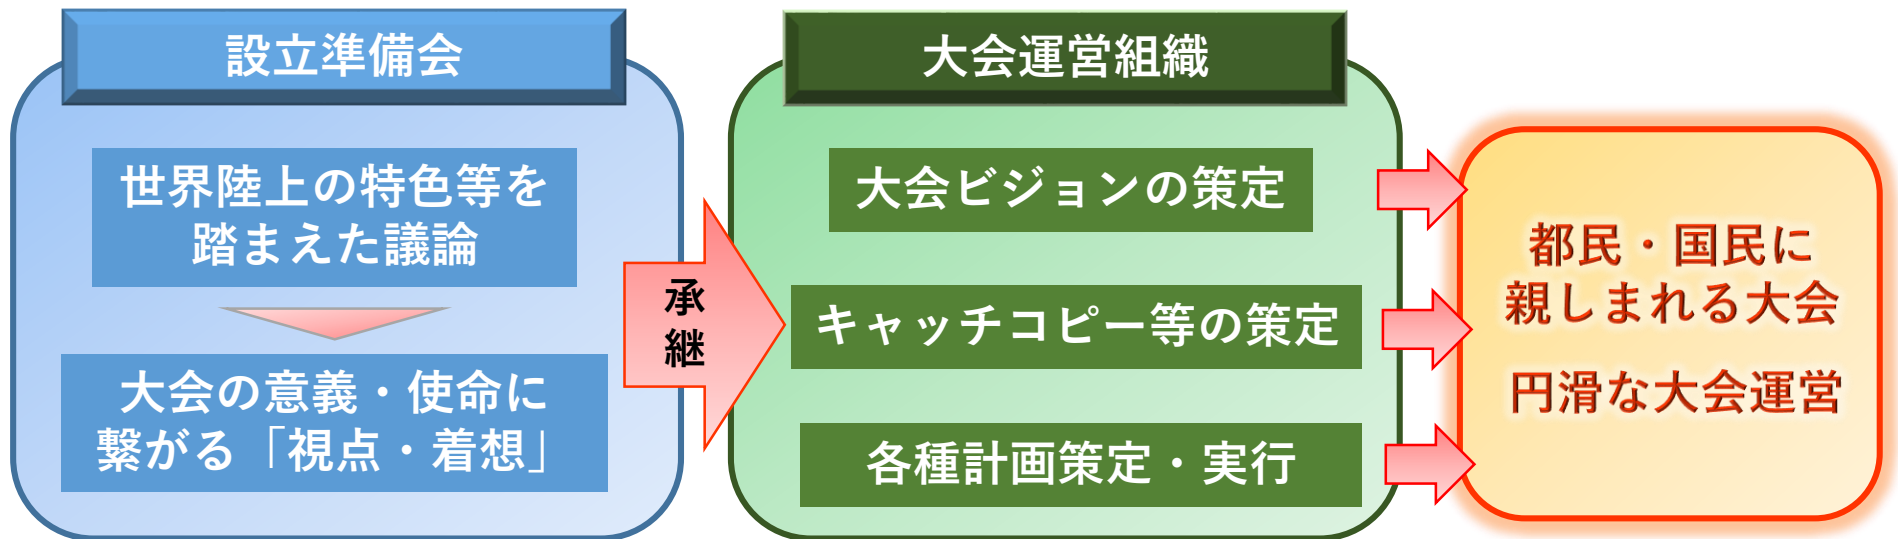 設立準備会
世界陸上の特色等を
踏まえた議論
大会の意義・使命に
繋がる「視点・着想」
承
継
大会運営組織
大会ビジョンの策定
キャッチコピー等の策定
各種計画策定・実行
都民・国民に
親しまれる大会
円滑な大会運営